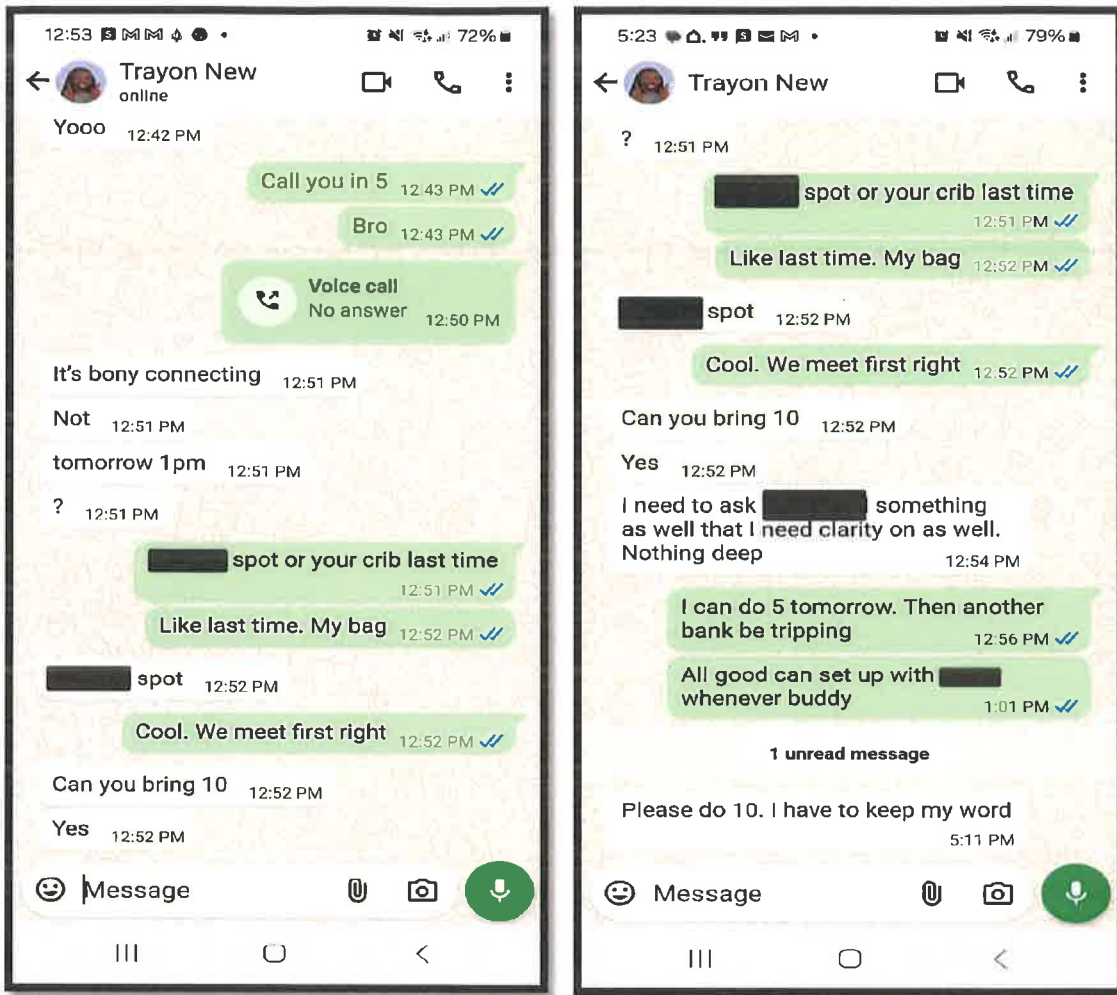 12:53
72%
Trayon New
online
Yooo 12:42 PM
Call you in 5 12:43 PM
Bro 12:43 PM
Voice call
No answer 12:50 PM
It's bony connecting 12:51 PM
Not 12:51 PM
tomorrow 1pm 12:51 PM
? 12:51 PM
spot or your crib last time
12:51 PM
Like last time. My bag 12:52 PM
spot 12:52 PM
Cool. We meet first right 12:52 PM
Can you bring 10 12:52 PM
Yes 12:52 PM
Message
5:23
79%
Trayon New
? 12:51 PM
spot or your crib last time
12:51 PM
Like last time. My bag 12:52 PM
spot 12:52 PM
Cool. We meet first right 12:52 PM
Can you bring 10 12:52 PM
Yes 12:52 PM
I need to ask something
as well that I need clarity on as well.
Nothing deep 12:54 PM
I can do 5 tomorrow. Then another
bank be tripping 12:56 PM
All good can set up with
whenever buddy 1:01 PM
1 unread message
Please do 10. I have to keep my word
5:11 PM
Message